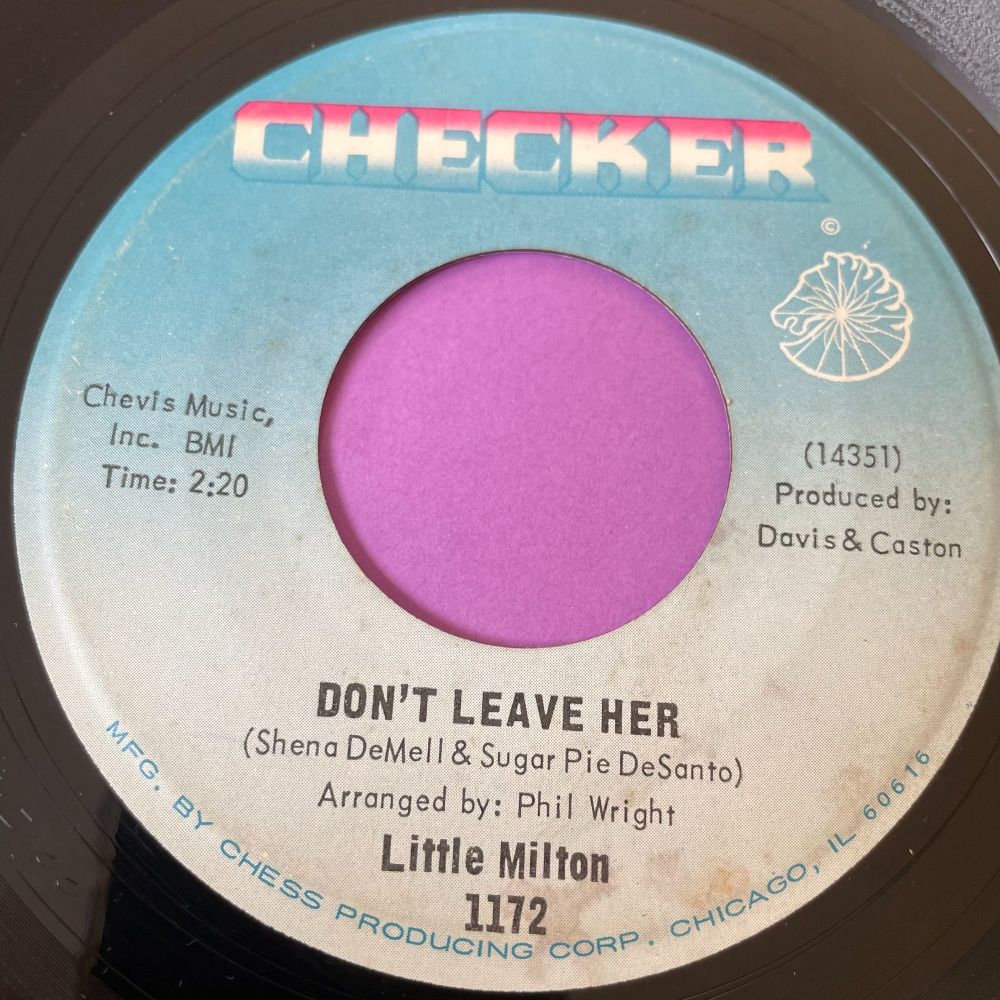 CHECKER
©
Chevis Music,
Inc. BMI
Time: 2:20
(14351)
Produced by:
Davis & Caston
DON'T LEAVE HER
(Shena DeMell & Sugar Pie DeSanto)
Arranged by: Phil Wright
Little Milton
1172
MFG. BY CHESS PRODUCING CORP. CHICAGO, IL 60616